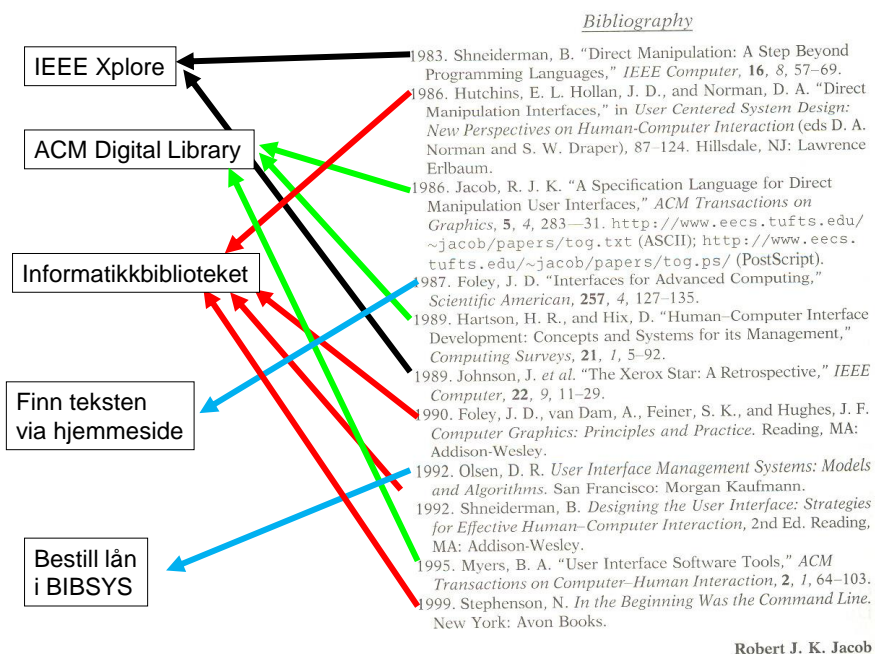 Bibliography
IEEE Xplore
ACM Digital Library
Informatikkbiblioteket
Finn teksten
via hjemmeside
Bestill lån
i BIBSYS
1983. Shneiderman, B. “Direct Manipulation: A Step Beyond
Programming Languages,” IEEE Computer, 16, 8, 57–69.
1986. Hutchins, E. L. Hollan, J. D., and Norman, D. A. “Direct
Manipulation Interfaces,” in User Centered System Design:
New Perspectives on Human-Computer Interaction (eds D. A.
Norman and S. W. Draper), 87–124. Hillsdale, NJ: Lawrence
Erlbaum.
1986. Jacob, R. J. K. “A Specification Language for Direct
Manipulation User Interfaces,” ACM Transactions on
Graphics, 5, 4, 283—31. http://www.eecs.tufts.edu/
~jacob/papers/tog.txt (ASCII); http://www.eecs.
tufts.edu/~jacob/papers/tog.ps/ (PostScript).
1987. Foley, J. D. “Interfaces for Advanced Computing,”
Scientific American, 257, 4, 127–135.
1989. Hartson, H. R., and Hix, D. “Human–Computer Interface
Development: Concepts and Systems for its Management,”
Computing Surveys, 21, 1, 5–92.
1989. Johnson, J. et al. “The Xerox Star: A Retrospective,” IEEE
Computer, 22, 9, 11–29.
1990. Foley, J. D., van Dam, A., Feiner, S. K., and Hughes, J. F.
Computer Graphics: Principles and Practice. Reading, MA:
Addison-Wesley.
1992. Olsen, D. R. User Interface Management Systems: Models
and Algorithms. San Francisco: Morgan Kaufmann.
1992. Shneiderman, B. Designing the User Interface: Strategies
for Effective Human–Computer Interaction, 2nd Ed. Reading,
MA: Addison-Wesley.
1995. Myers, B. A. “User Interface Software Tools,” ACM
Transactions on Computer–Human Interaction, 2, 1, 64–103.
1999. Stephenson, N. In the Beginning Was the Command Line.
New York: Avon Books.
Robert J. K. Jacob